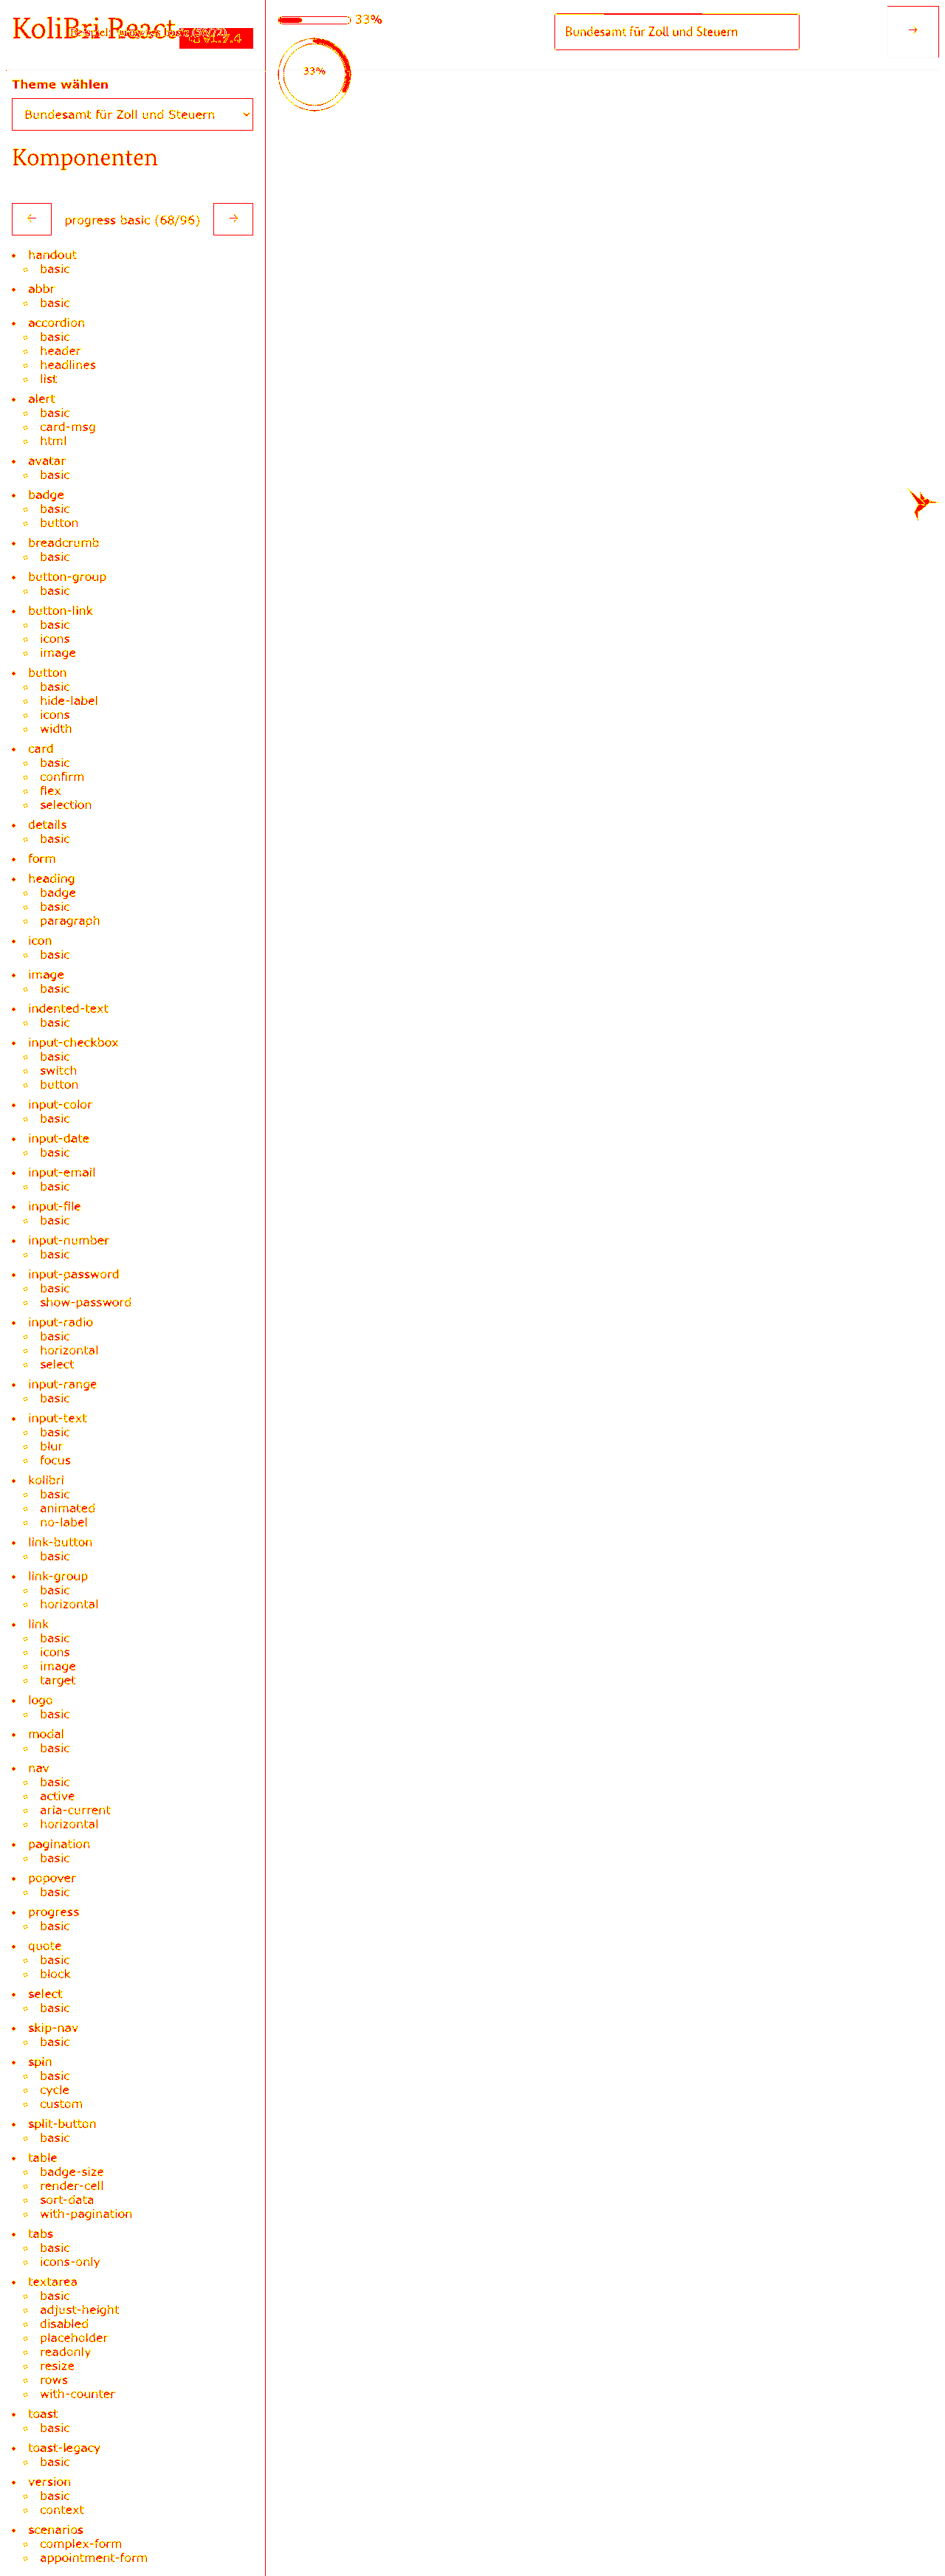 KoliBri React
33%
Bundesamt für Zoll und Steuern
→
33%
Theme wählen
Bundesamt für Zoll und Steuern
Komponenten
← progress basic (68/96) →
handout
basic
abbr
basic
accordion
basic
header
headlines
list
alert
basic
card-msg
html
avatar
basic
badge
basic
button
breadcrumb
basic
button-group
basic
button-link
basic
icons
image
button
basic
hide-label
icons
width
card
basic
confirm
flex
selection
details
basic
form
heading
badge
basic
paragraph
icon
basic
image
basic
indented-text
basic
input-checkbox
basic
switch
button
input-color
basic
input-date
basic
input-email
basic
input-file
basic
input-number
basic
input-password
basic
show-password
input-radio
basic
horizontal
select
input-range
basic
input-text
basic
blur
focus
kolibri
basic
animated
no-label
link-button
basic
link-group
basic
horizontal
link
basic
icons
image
target
logo
basic
modal
basic
nav
basic
active
aria-current
horizontal
pagination
basic
popover
basic
progress
basic
quote
basic
block
select
basic
skip-nav
basic
spin
basic
cycle
custom
split-button
basic
table
badge-size
render-cell
sort-data
with-pagination
tabs
basic
icons-only
textarea
basic
adjust-height
disabled
placeholder
readonly
resize
rows
with-counter
toast
basic
toast-legacy
basic
version
basic
context
scenarios
complex-form
appointment-form